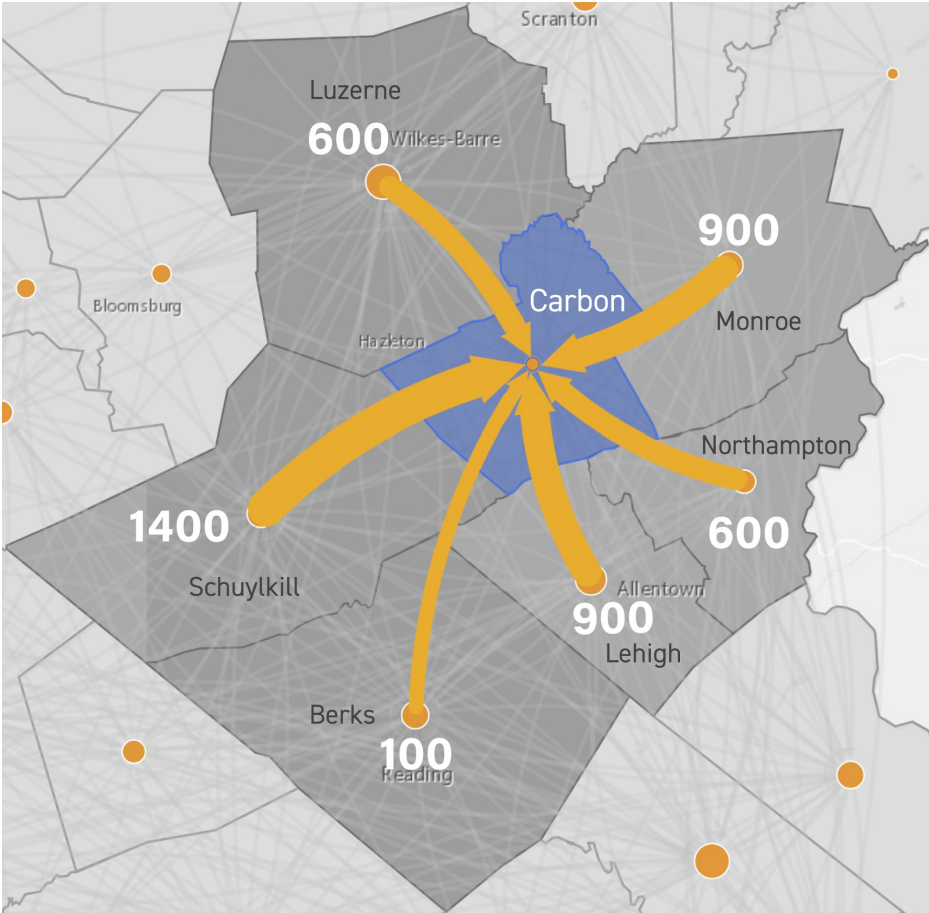 Scranton
Luzerne
600
Wilkes-Barre
900
Monroe
Bloomsburg
Carbon
Hazleton
Northampton
600
1400
Schuylkill
Allentown
900
Lehigh
Berks
100
Reading